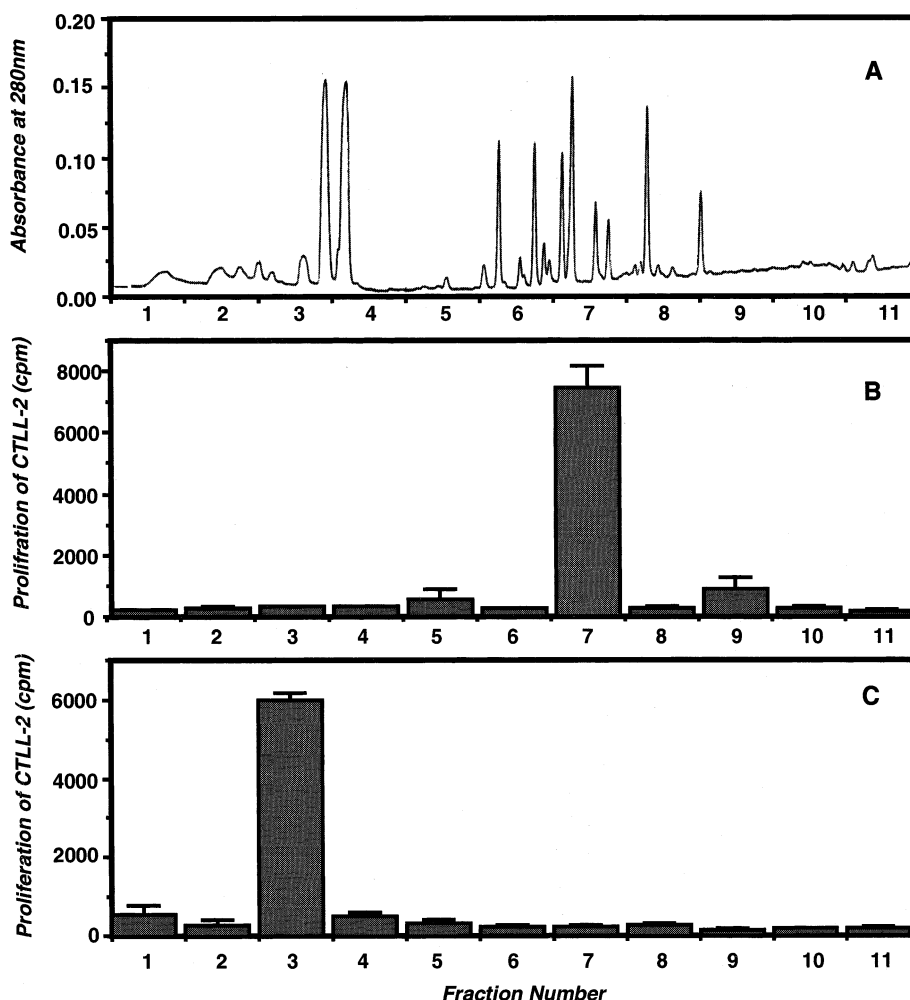 0.20
A
0.15
0.10
0.05
0.00
Absorbance at 280nm
1 2 3 4 5 6 7 8 9 10 11
8000
B
6000
4000
2000
0
Prolifration of CTLL-2 (cpm)
1 2 3 4 5 6 7 8 9 10 11
6000
C
4000
2000
0
Proliferation of CTLL-2 (cpm)
1 2 3 4 5 6 7 8 9 10 11
Fraction Number